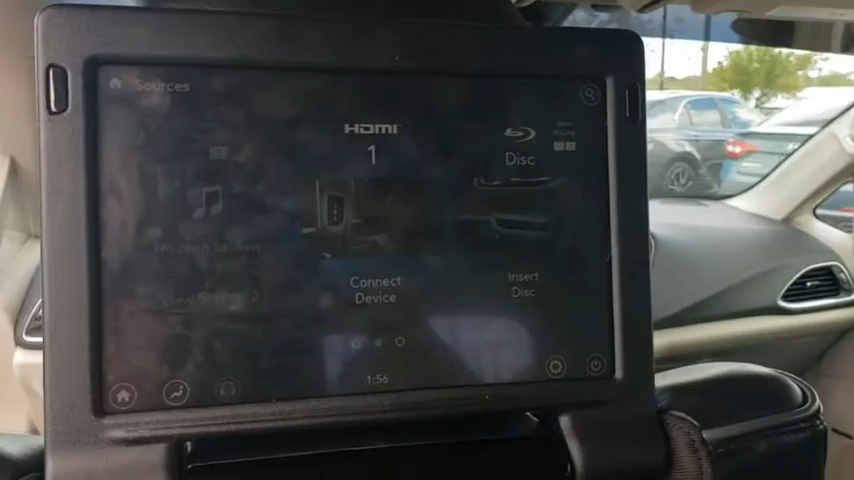 Sources
HDMI
1
Disc
Connect
Device
Insert
Disc
1:56